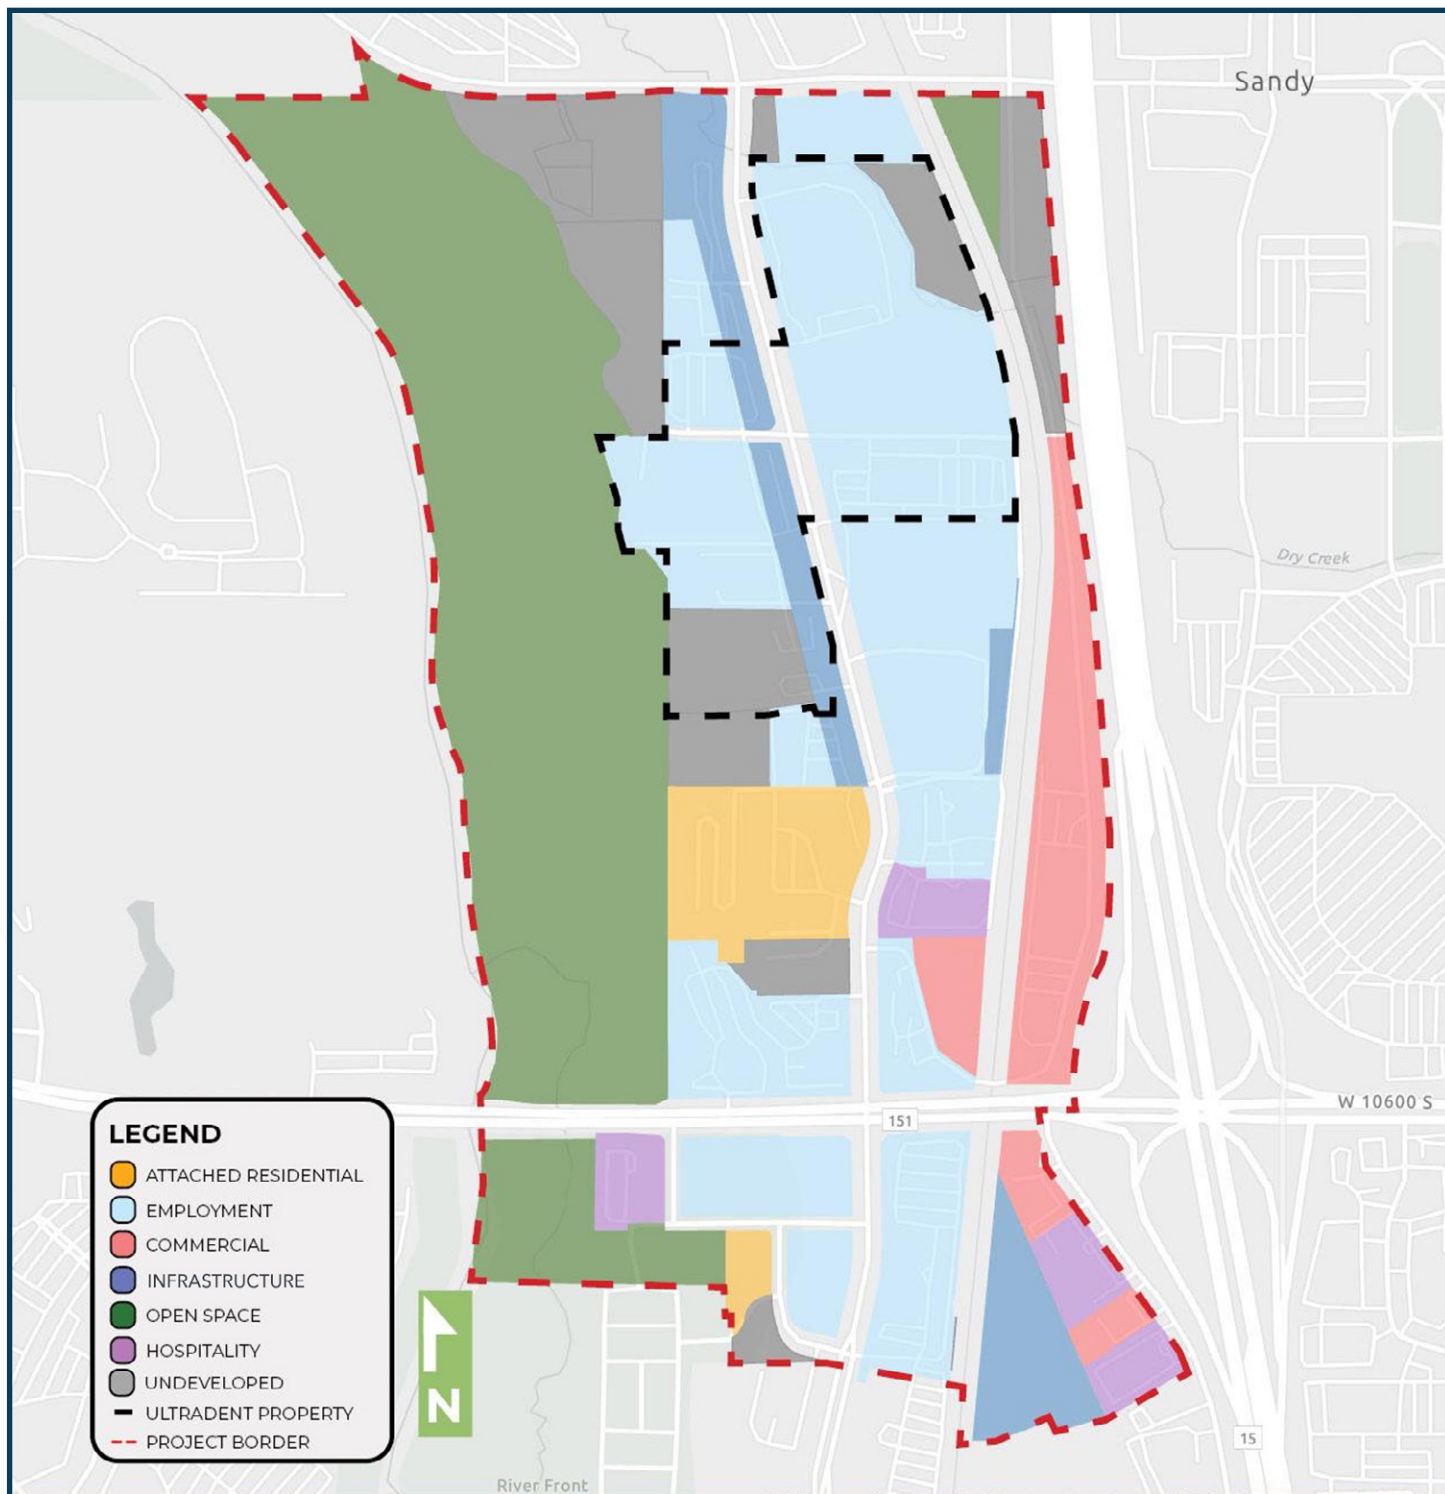 Sandy
Dry Creek
W 10600 S
151
LEGEND
ATTACHED RESIDENTIAL
EMPLOYMENT
COMMERCIAL
INFRASTRUCTURE
OPEN SPACE
HOSPITALITY
UNDEVELOPED
ULTRADENT PROPERTY
PROJECT BORDER
N
15
River Front